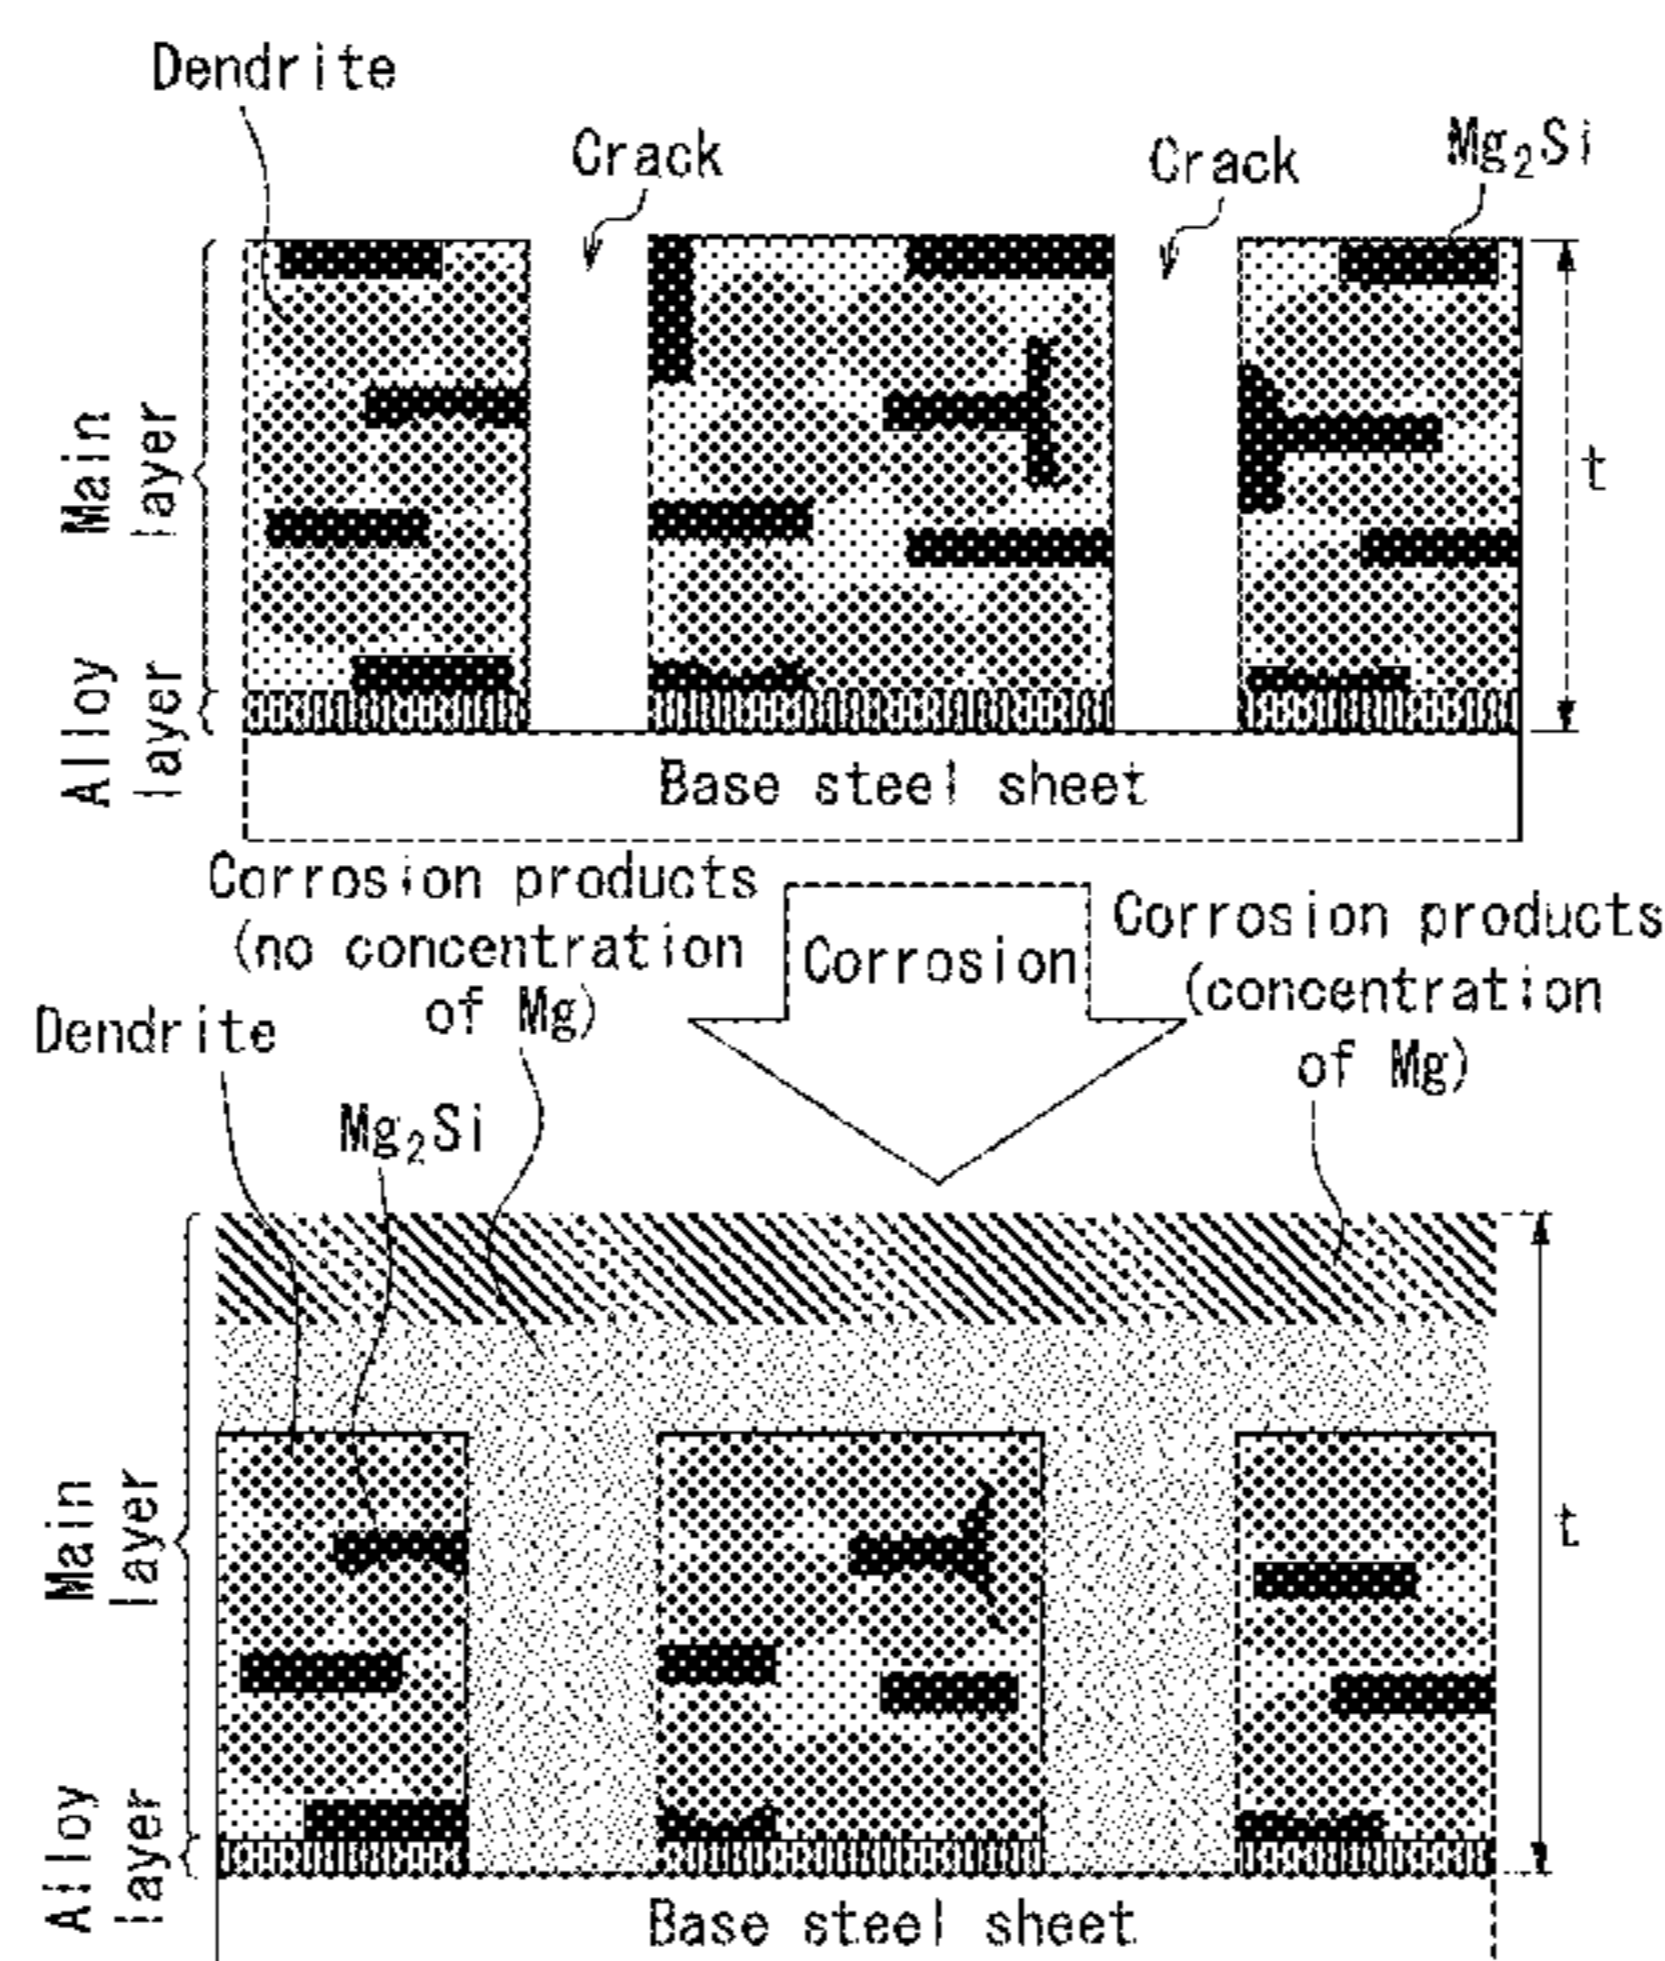 Dendrite
Crack
Crack
Mg₂Si
Main
layer
t
Alloy
layer
Base steel sheet
Corrosion products
(no concentration
of Mg)
Corrosion
Corrosion products
(concentration
of Mg)
Dendrite
Mg₂Si
Main
layer
t
Alloy
layer
Base steel sheet